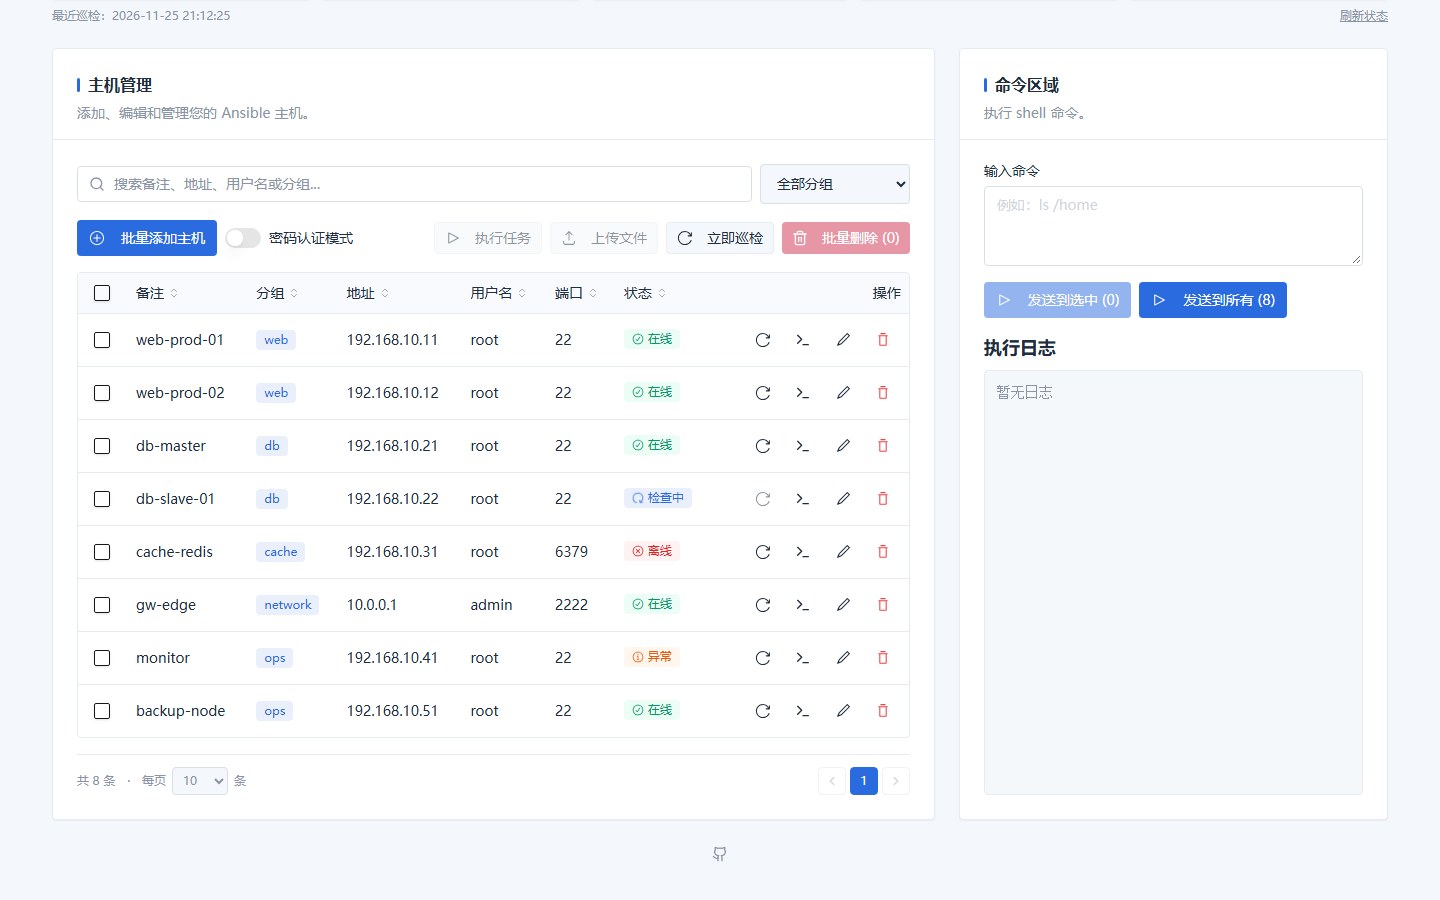 最近巡检：2026-11-25 21:12:25
刷新状态
主机管理
添加、编辑和管理您的 Ansible 主机。
搜索备注、地址、用户名或分组...
全部分组
批量添加主机
密码认证模式
执行任务
上传文件
立即巡检
批量删除 (0)
备注 分组 地址 用户名 端口 状态 操作
web-prod-01 web 192.168.10.11 root 22 在线
web-prod-02 web 192.168.10.12 root 22 在线
db-master db 192.168.10.21 root 22 在线
db-slave-01 db 192.168.10.22 root 22 检查中
cache-redis cache 192.168.10.31 root 6379 离线
gw-edge network 10.0.0.1 admin 2222 在线
monitor ops 192.168.10.41 root 22 异常
backup-node ops 192.168.10.51 root 22 在线
共 8 条 · 每页 10 条
1
命令区域
执行 shell 命令。
输入命令
例如：ls /home
发送到选中 (0)
发送到所有 (8)
执行日志
暂无日志